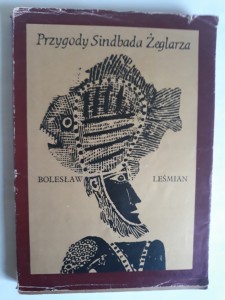 Przygody Sindbada Żeglarza
BOLESŁAW LEŚMIAN